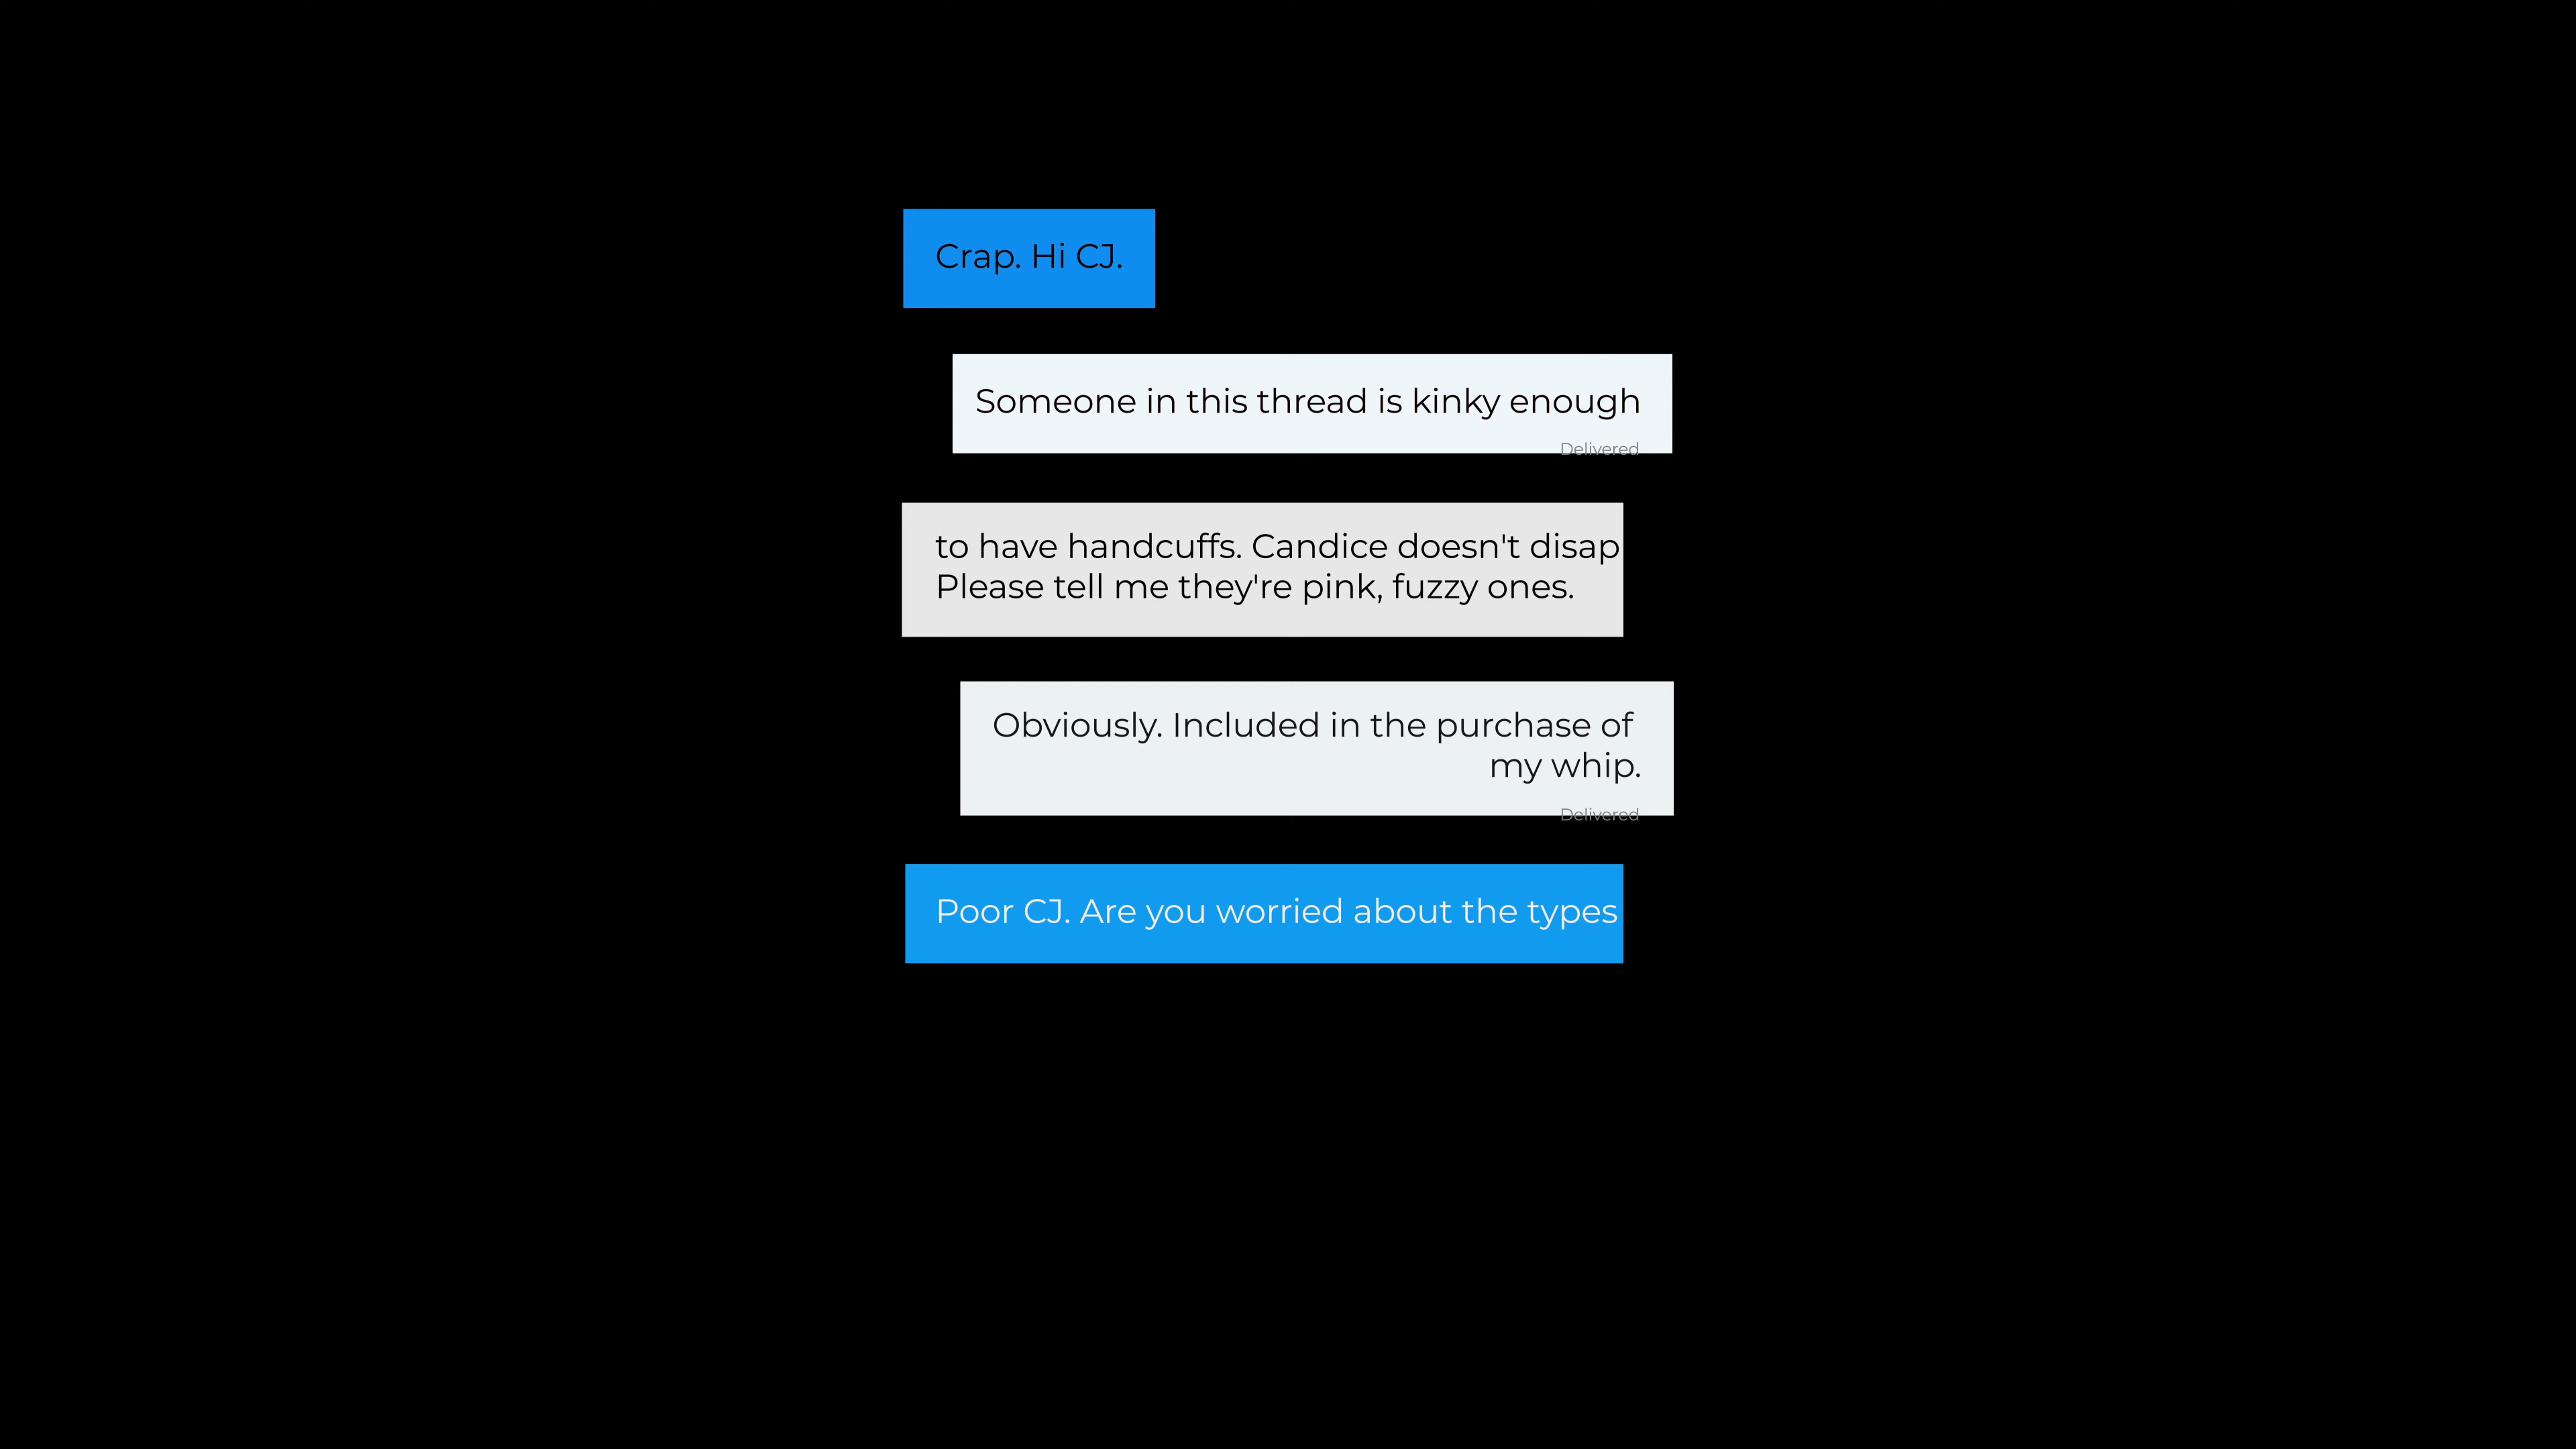 Crap. Hi CJ.
Someone in this thread is kinky enough
Delivered
to have handcuffs. Candice doesn't disap
Please tell me they're pink, fuzzy ones.
Obviously. Included in the purchase of
my whip.
Delivered
Poor CJ. Are you worried about the types